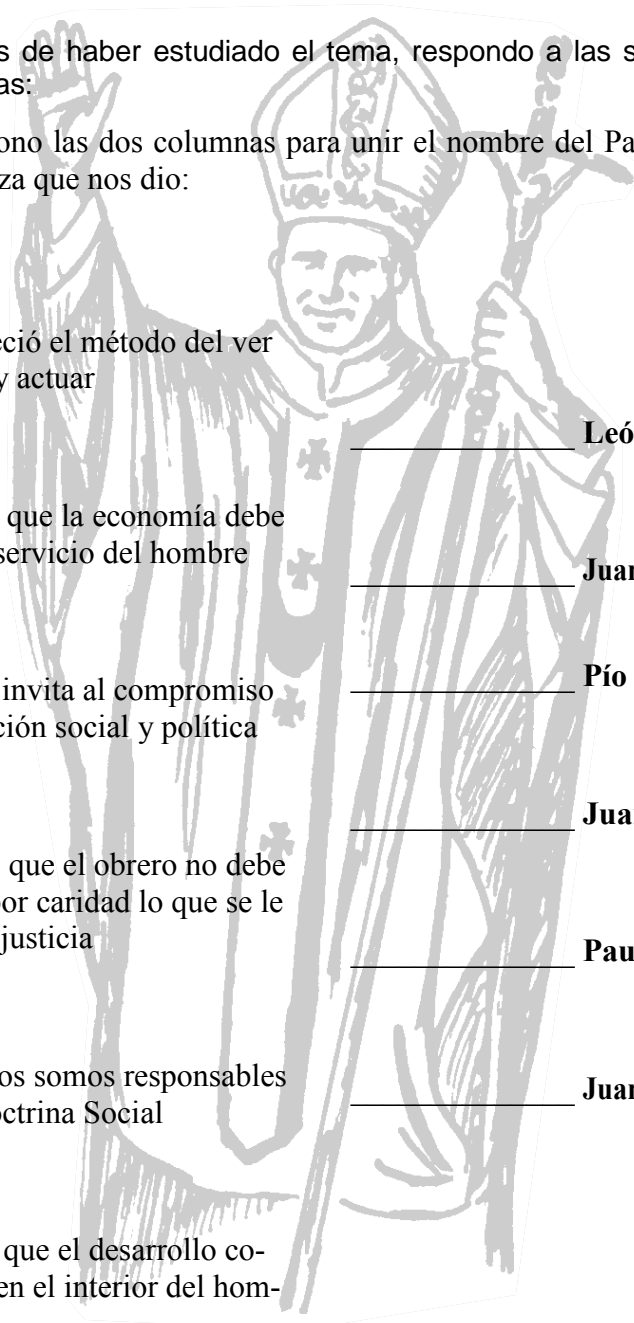 s de haber estudiado el tema, respondo a las s
as:
ono las dos columnas para unir el nombre del Pa
za que nos dio:
eció el método del ver
y actuar
Leó
que la economía debe
servicio del hombre
Juan
invita al compromiso
ción social y política
Pío
Jua
que el obrero no debe
por caridad lo que se le
justicia
Pau
os somos responsables
octrina Social
Juan
que el desarrollo co-
en el interior del hom-